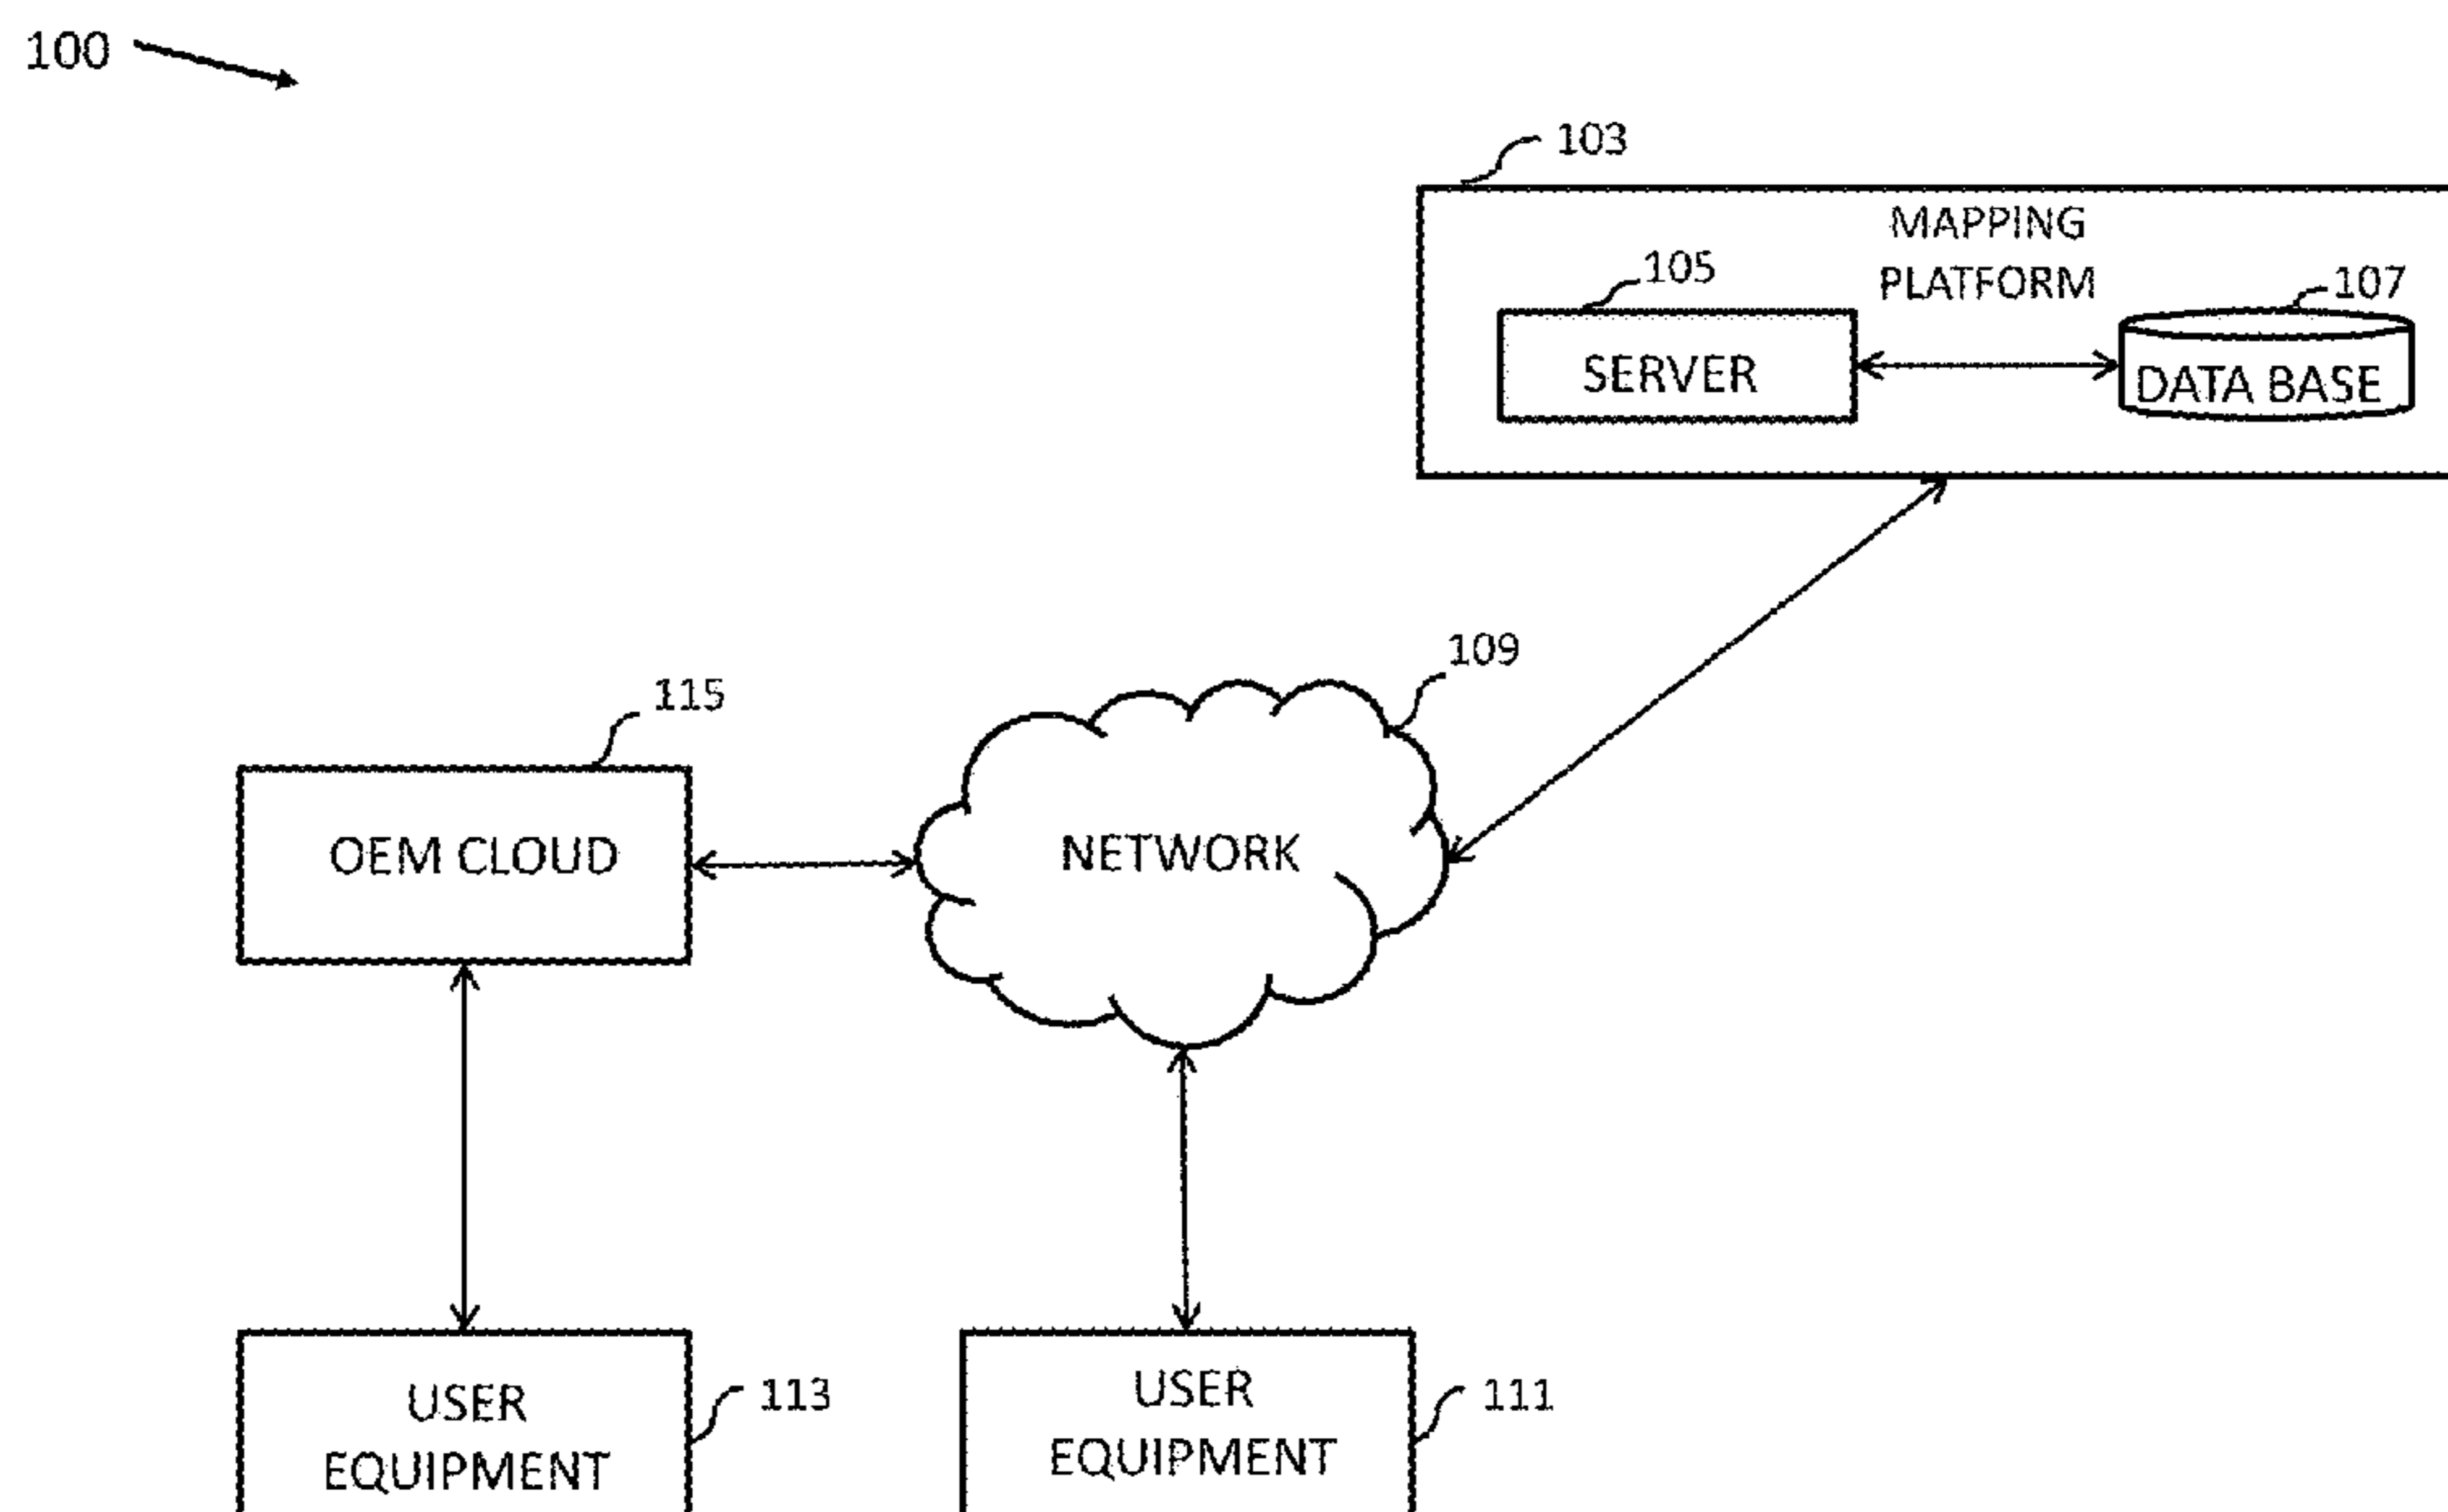 100
103
MAPPING
PLATFORM
105
107
SERVER
DATA BASE
109
115
OEM CLOUD
NETWORK
USER
EQUIPMENT
113
USER
EQUIPMENT
111